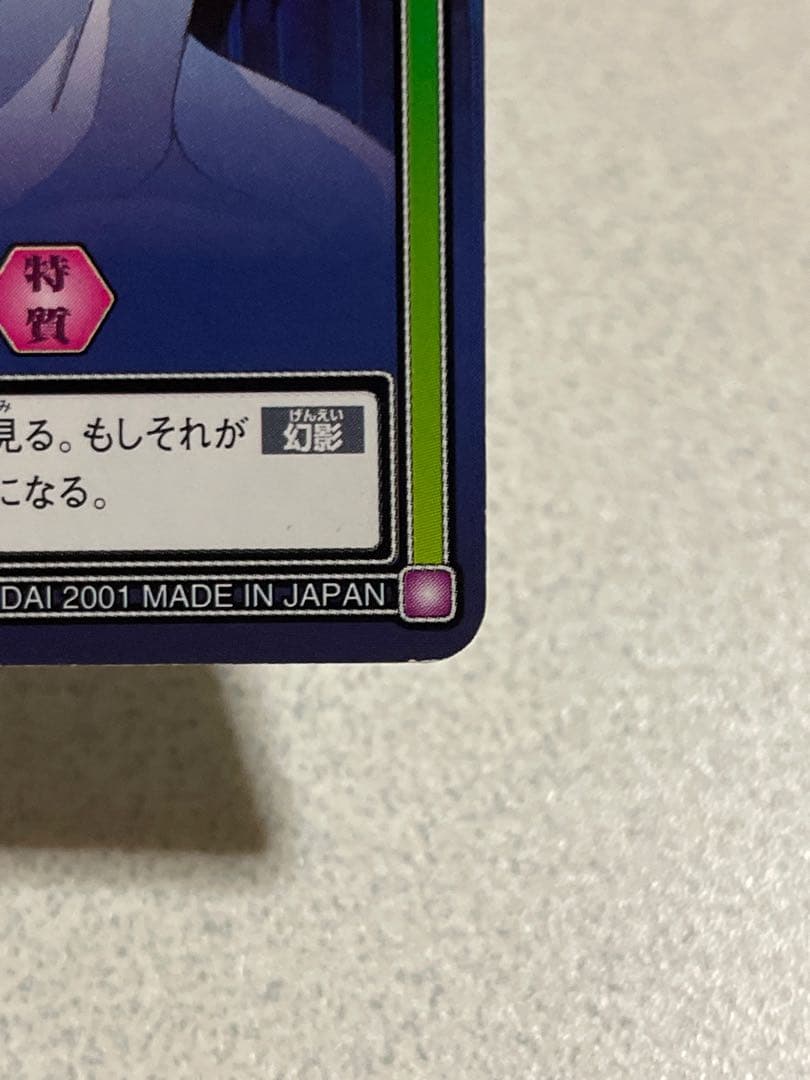 特
質
み
見る。もしそれが 幻影
げんえい
になる。
DAI 2001 MADE IN JAPAN